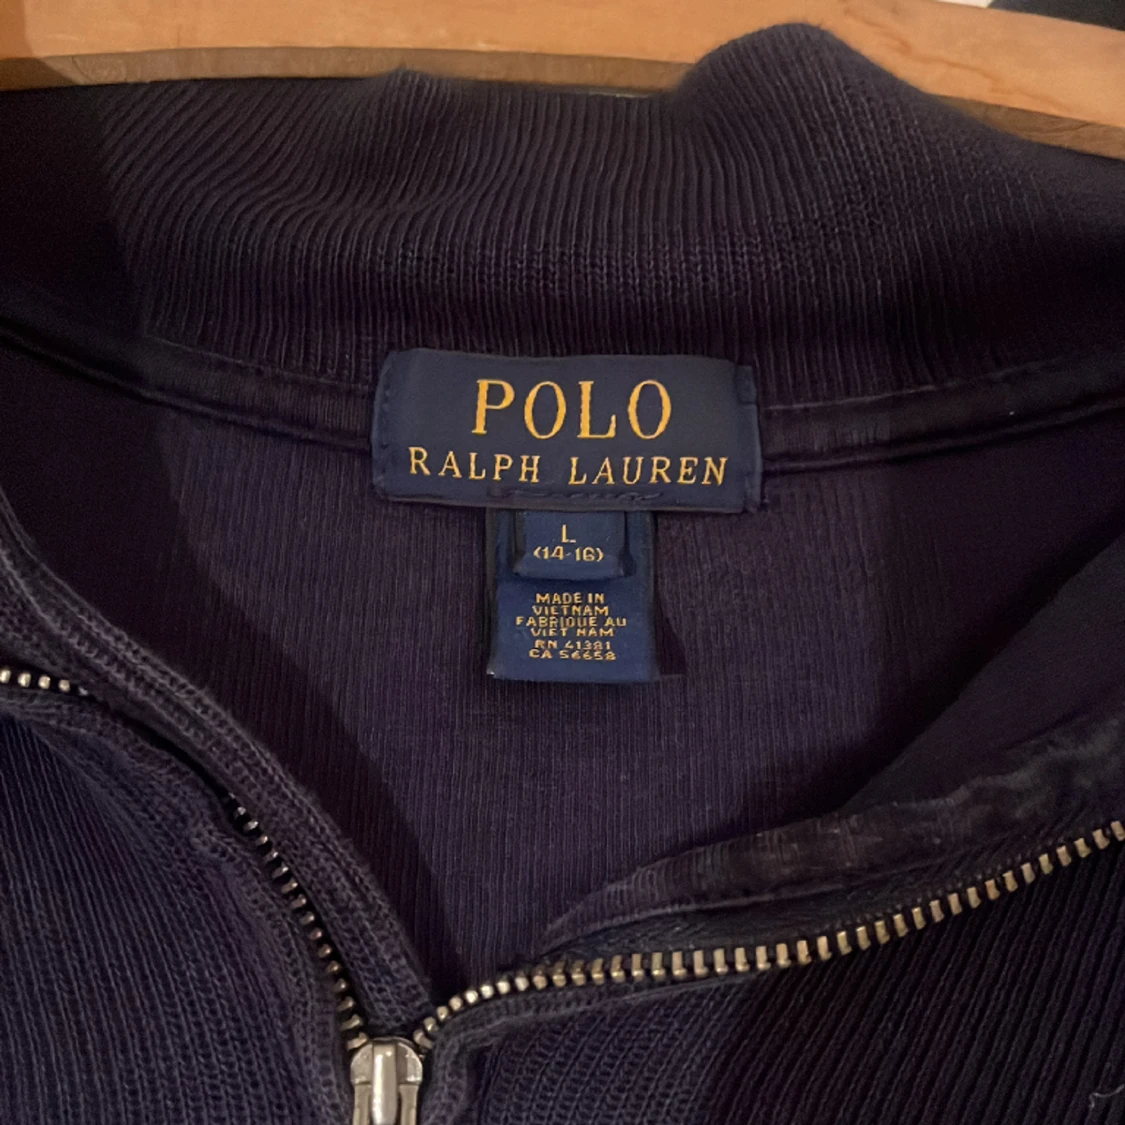 POLO
RALPH LAUREN
L
(14-16)
MADE IN
VIETNAM
FABRIQUE AU
VIET NAM
RN 41381
CA 56658